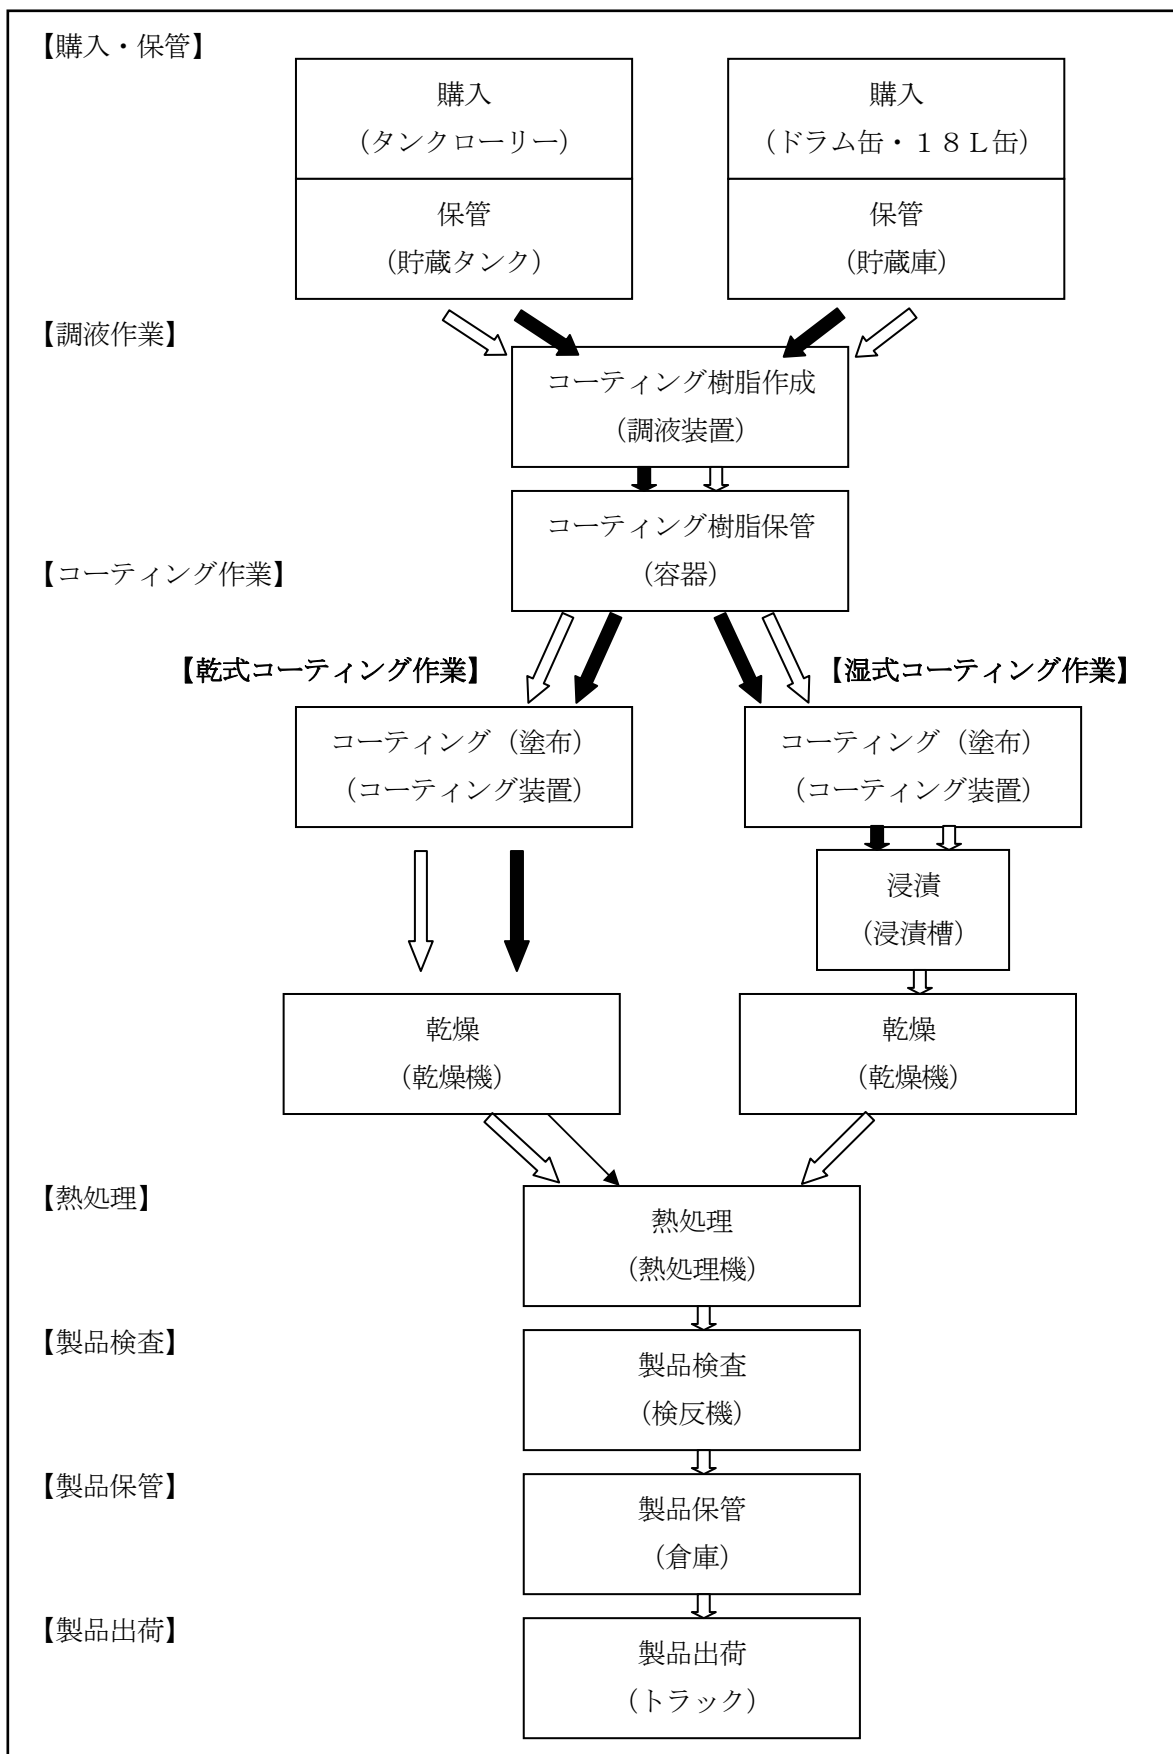 【購入・保管】
購入
（タンクローリー）
保管
（貯蔵タンク）
購入
（ドラム缶・１８Ｌ缶）
保管
（貯蔵庫）
【調液作業】
コーティング樹脂作成
（調液装置）
コーティング樹脂保管
（容器）
【コーティング作業】
【乾式コーティング作業】
【湿式コーティング作業】
コーティング（塗布）
（コーティング装置）
コーティング（塗布）
（コーティング装置）
浸漬
（浸漬槽）
乾燥
（乾燥機）
乾燥
（乾燥機）
【熱処理】
熱処理
（熱処理機）
【製品検査】
製品検査
（検反機）
【製品保管】
製品保管
（倉庫）
【製品出荷】
製品出荷
（トラック）